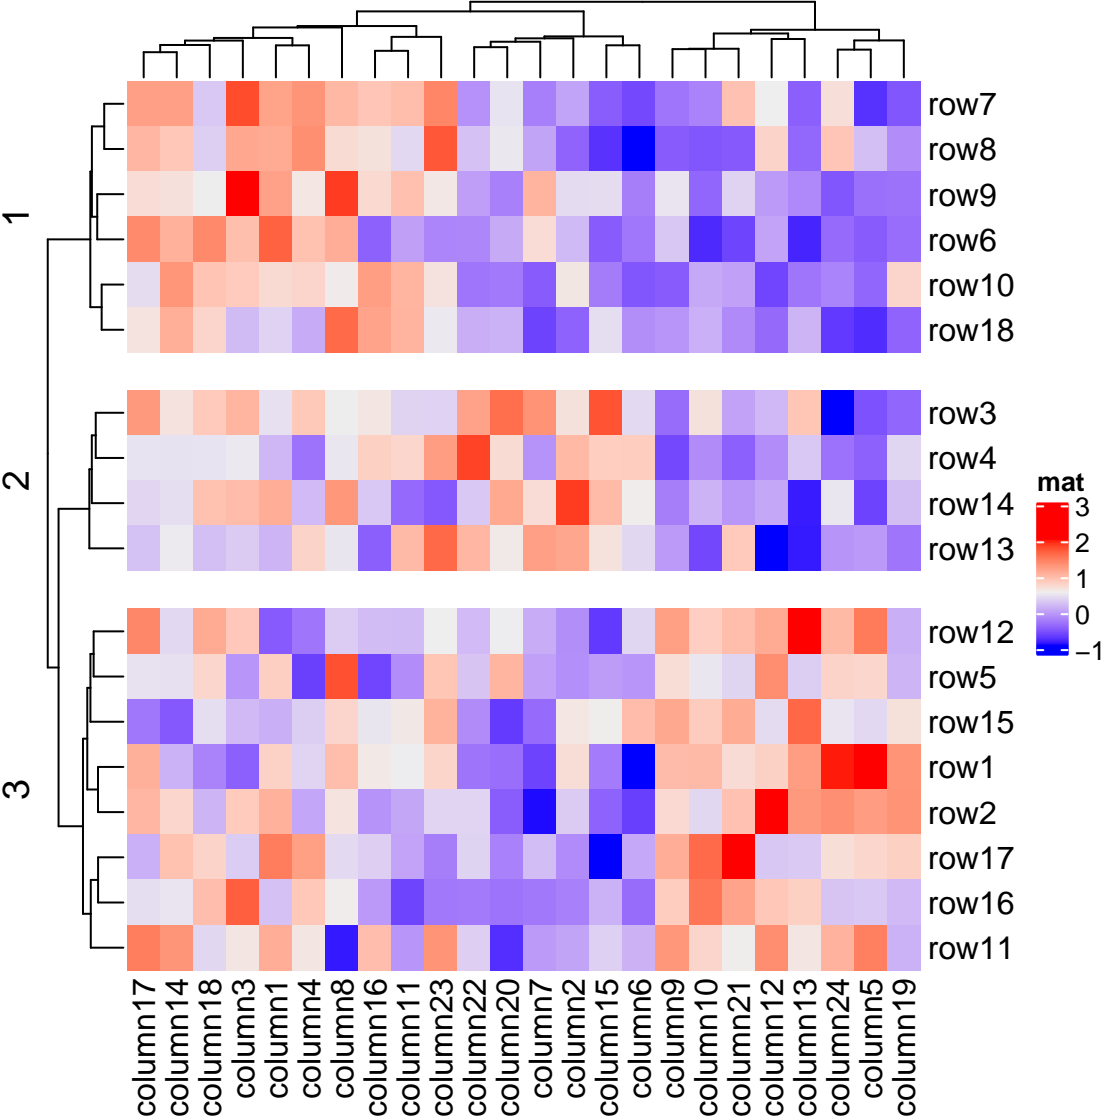 1
row7
row8
row9
row6
row10
row18
2
row3
row4
row14
row13
3
row12
row5
row15
row1
row2
row17
row16
row11
column17
column14
column18
column3
column1
column4
column8
column16
column11
column23
column22
column20
column7
column2
column15
column6
column9
column10
column21
column12
column13
column24
column5
column19
mat
3
2
1
0
−1